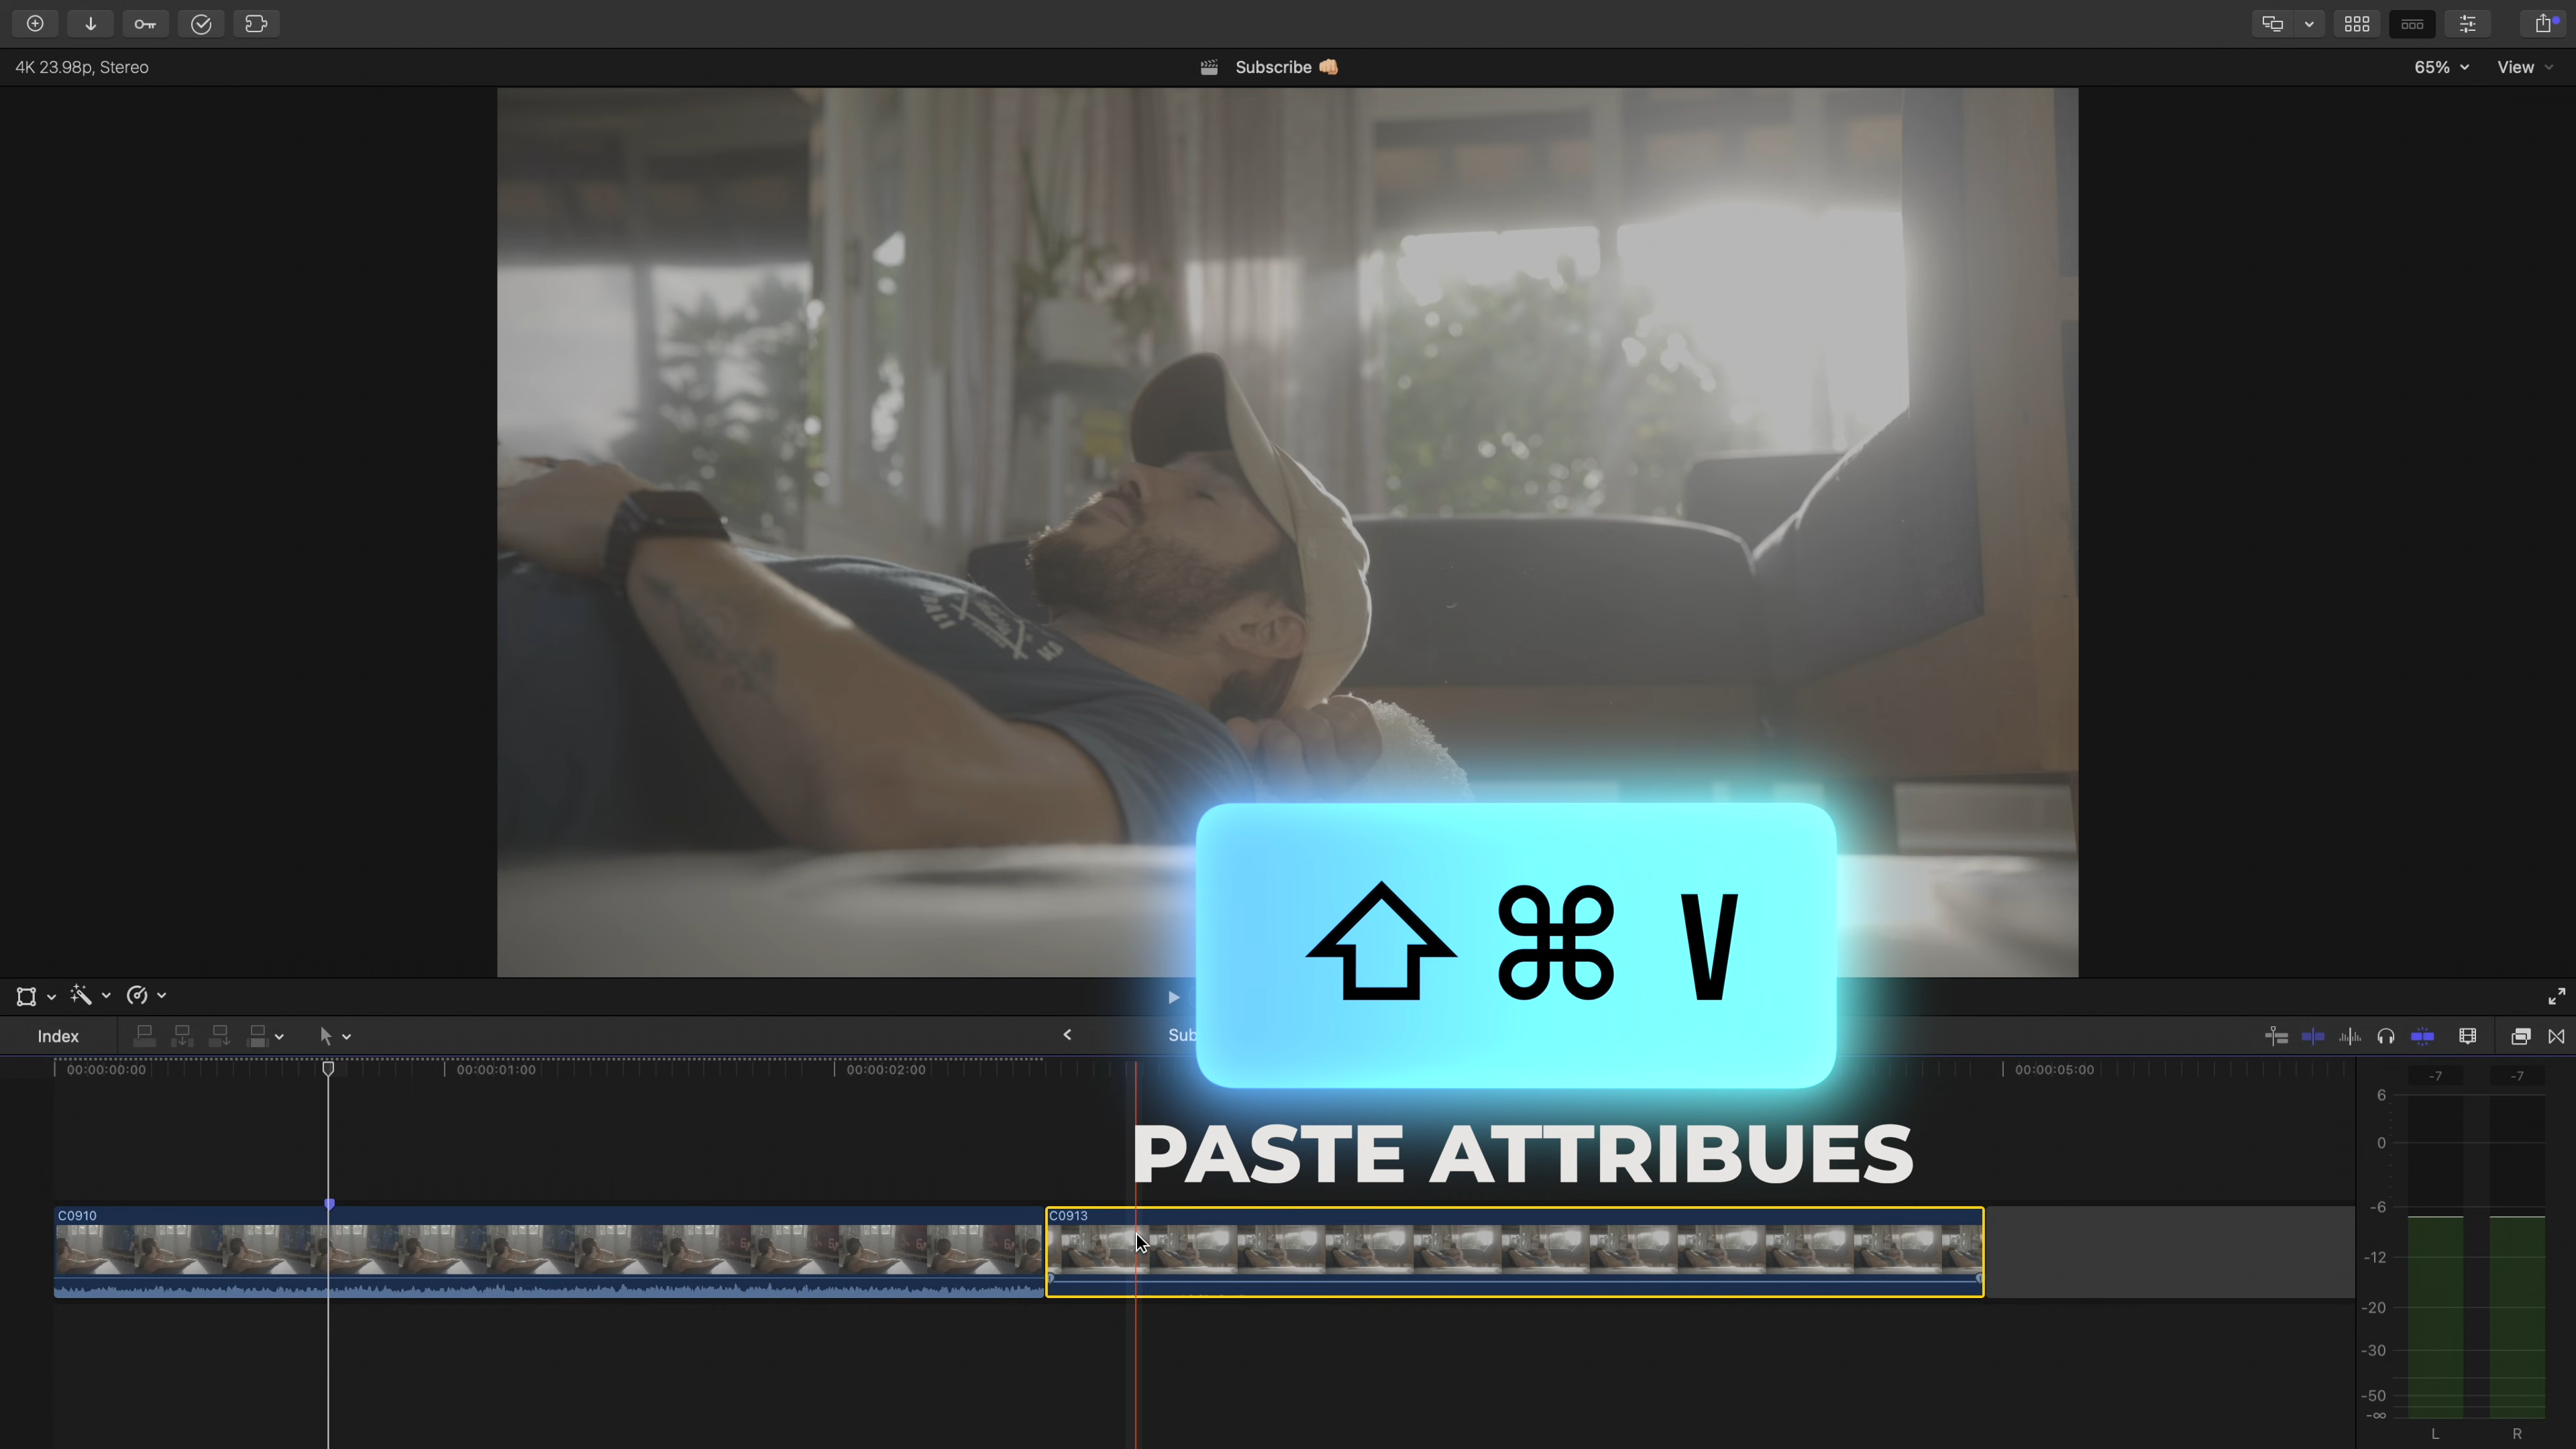 4K 23.98p, Stereo
Subscribe 👊🏼
65%
View
⇧ ⌘ V
Index
Sub
00:00:00:00
00:00:01:00
00:00:02:00
00:00:05:00
PASTE ATTRIBUES
C0910
C0913
-7 -7
6
0
-6
-12
-20
-30
-50
-∞
L R